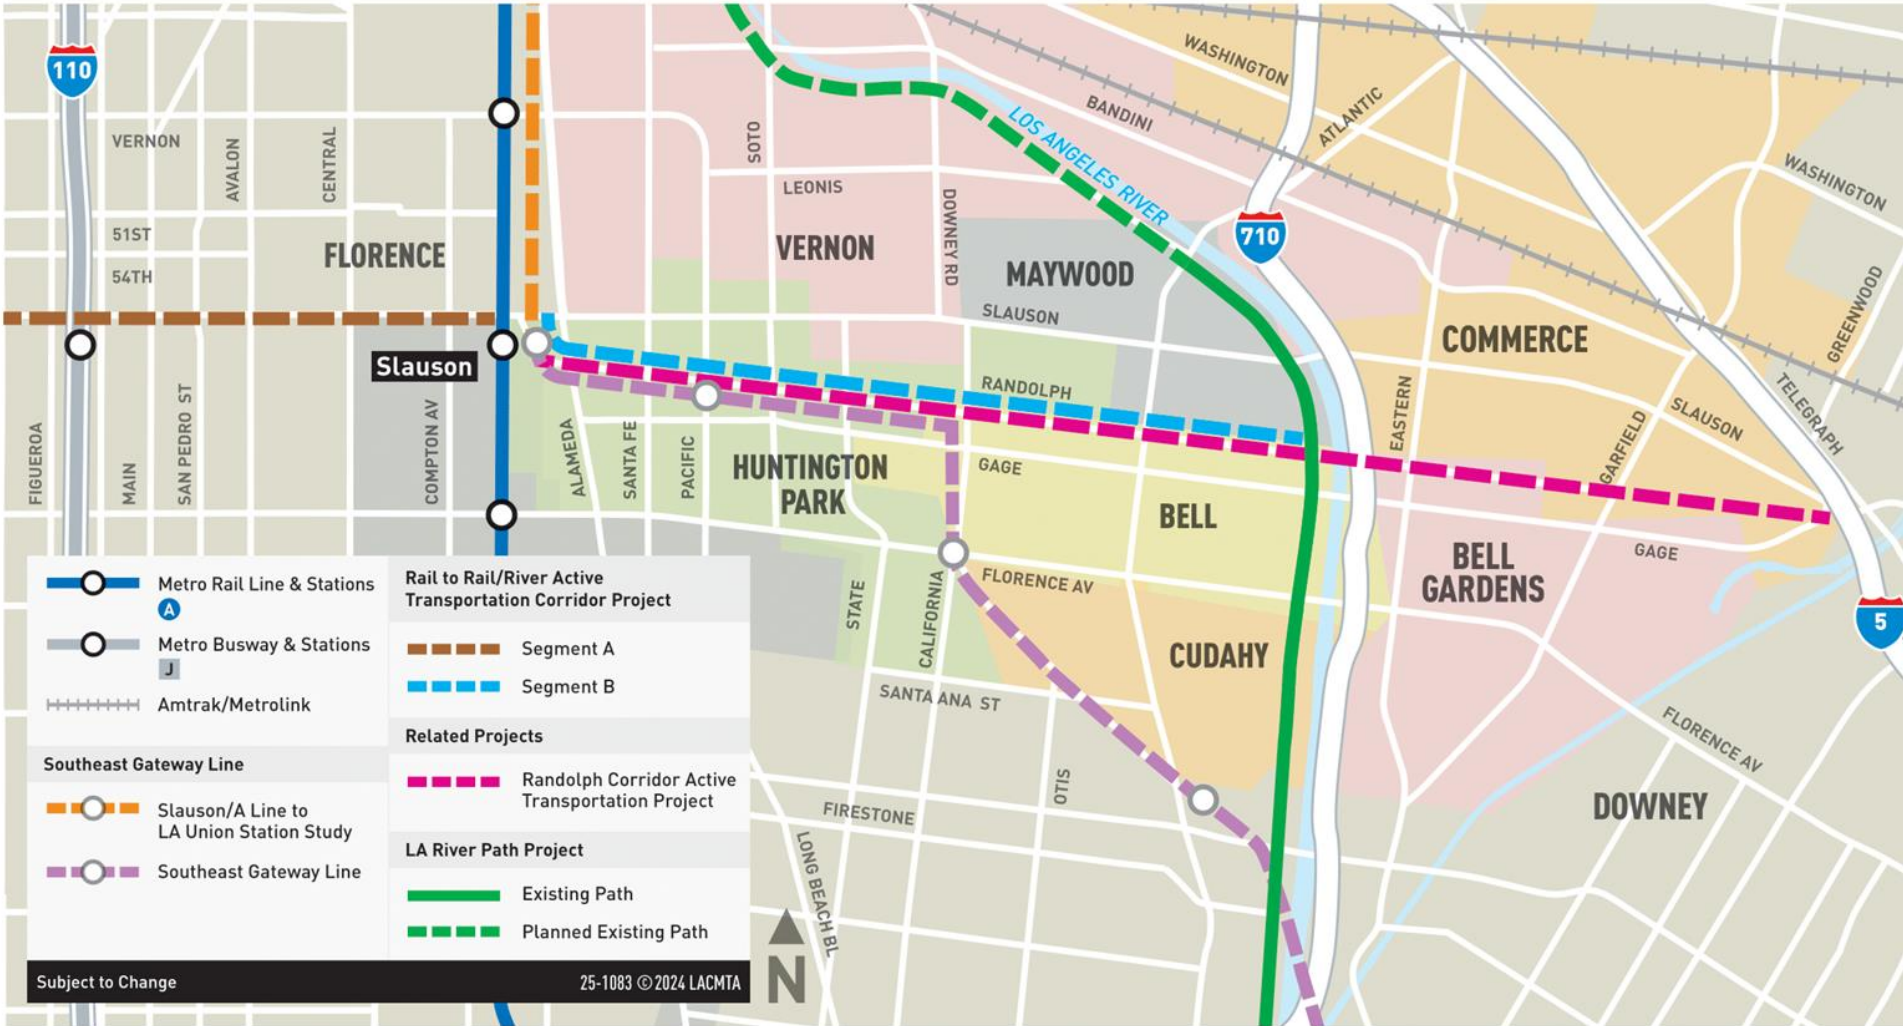 110
WASHINGTON
BANDINI
ATLANTIC
LOS ANGELES RIVER
VERNON
AVALON
CENTRAL
SOTO
LEONIS
DOWNEY RD
WASHINGTON
51ST
54TH
FLORENCE
VERNON
MAYWOOD
710
SLAUSON
COMMERCE
GREENWOOD
Slauson
RANDOLPH
EASTERN
GARFIELD
SLAUSON
TELEGRAPH
FIGUEROA
MAIN
SAN PEDRO ST
COMPTON AV
ALAMEDA
SANTA FE
PACIFIC
HUNTINGTON
PARK
GAGE
BELL
BELL
GARDENS
GAGE
FLORENCE AV
STATE
CALIFORNIA
CUDAHY
5
SANTA ANA ST
OTIS
FLORENCE AV
DOWNEY
FIRESTONE
LONG BEACH BL
N
Metro Rail Line & Stations
A
Metro Busway & Stations
J
Amtrak/Metrolink
Southeast Gateway Line
Slauson/A Line to
LA Union Station Study
Southeast Gateway Line
Rail to Rail/River Active
Transportation Corridor Project
Segment A
Segment B
Related Projects
Randolph Corridor Active
Transportation Project
LA River Path Project
Existing Path
Planned Existing Path
Subject to Change
25-1083 ©2024 LACMTA